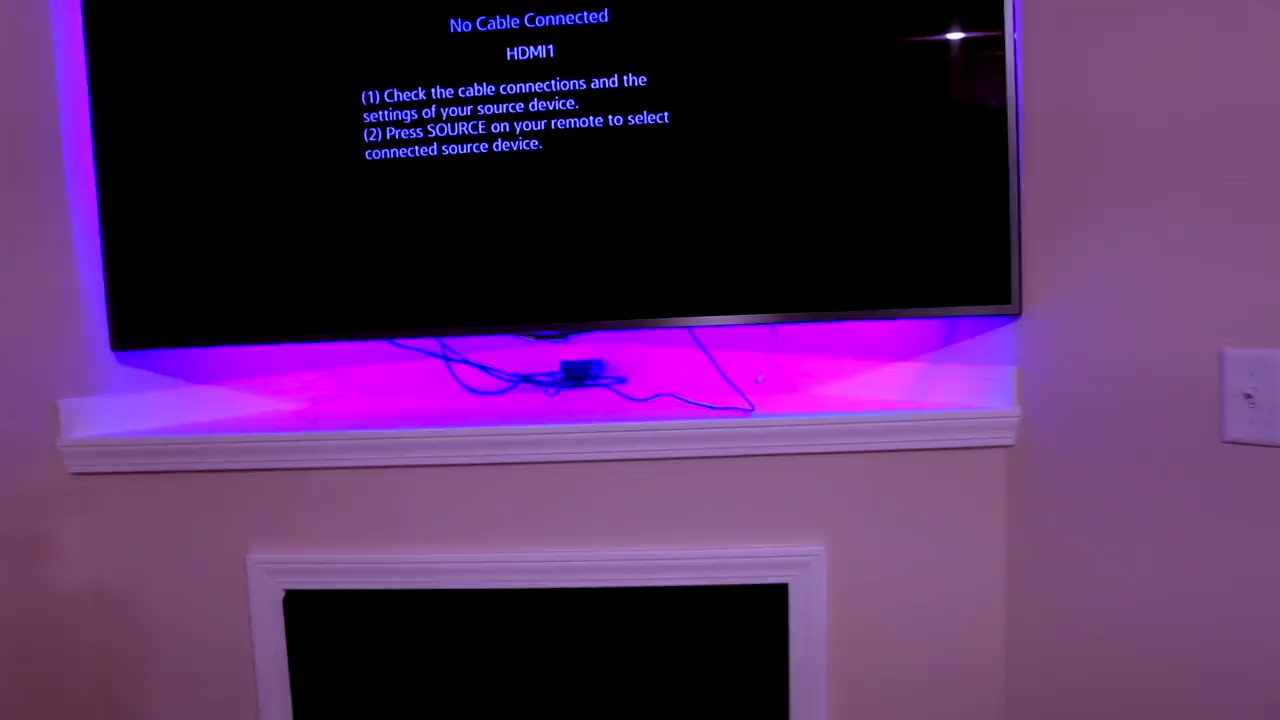 No Cable Connected
HDMI1
(1) Check the cable connections and the
settings of your source device.
(2) Press SOURCE on your remote to select
connected source device.